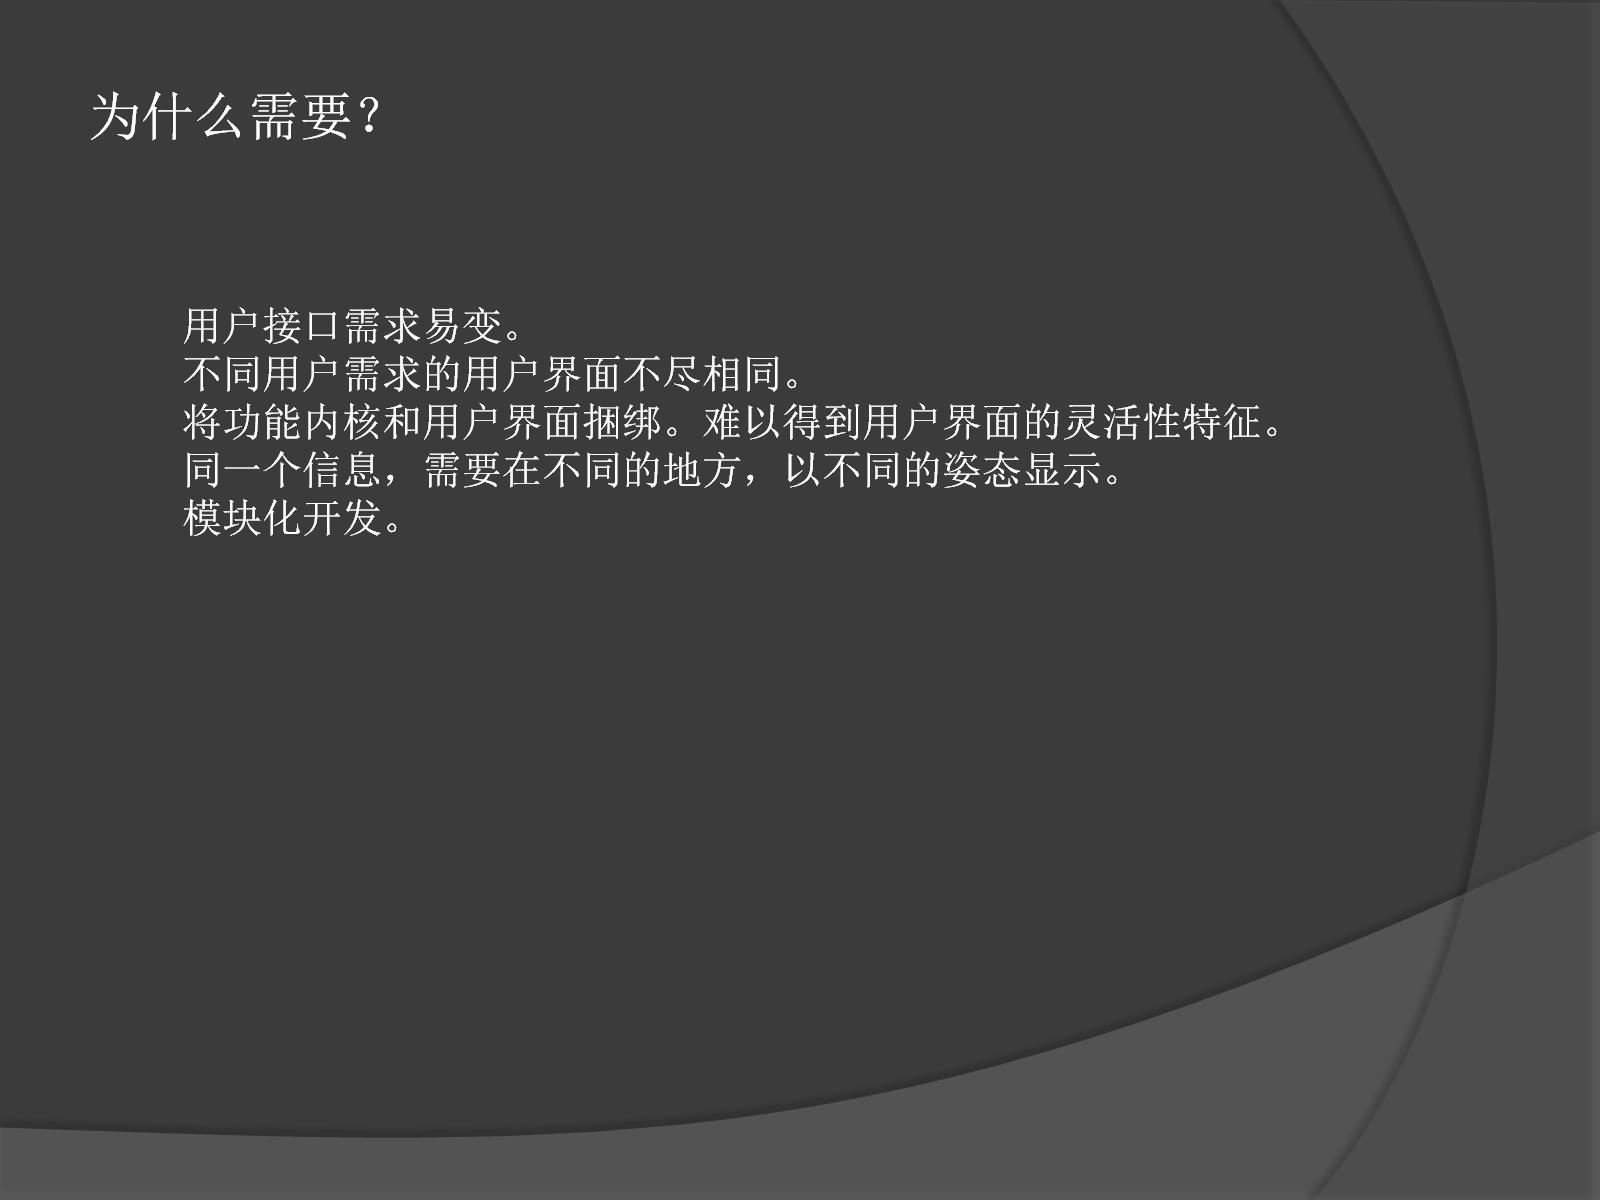 为什么需要？
用户接口需求易变。
不同用户需求的用户界面不尽相同。
将功能内核和用户界面捆绑。难以得到用户界面的灵活性特征。
同一个信息，需要在不同的地方，以不同的姿态显示。
模块化开发。